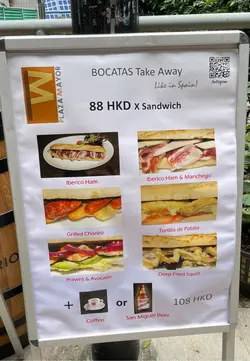 PLAZA MAYOR
BOCATAS Take Away
Like in Spain!
Instagram
88 HKD X Sandwich
Iberico Ham
Iberico Ham & Manchego
Grilled Chorizo
Tortilla de Patata
Prawns & Avocado
Deep Fried Squid
+ or 108 HKD
Coffee
San Miguel Beer